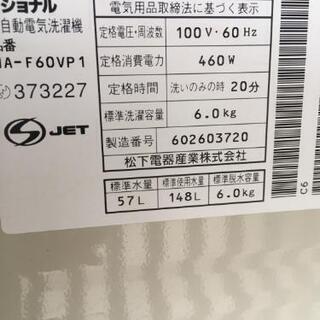 ショナル
電気用品取締法に基づく表示
自動電気洗濯機
品番
NA-F60VP1
373227
JET
定格電圧・周波数 100V・60Hz
定格消費電力 460W
定格時間 洗いのみの時 20分
標準洗濯容量 6.0kg
製造番号 602603720
松下電器産業株式会社
標準水量 標準使用水量 標準脱水容量
57L 148L 6.0kg
C6